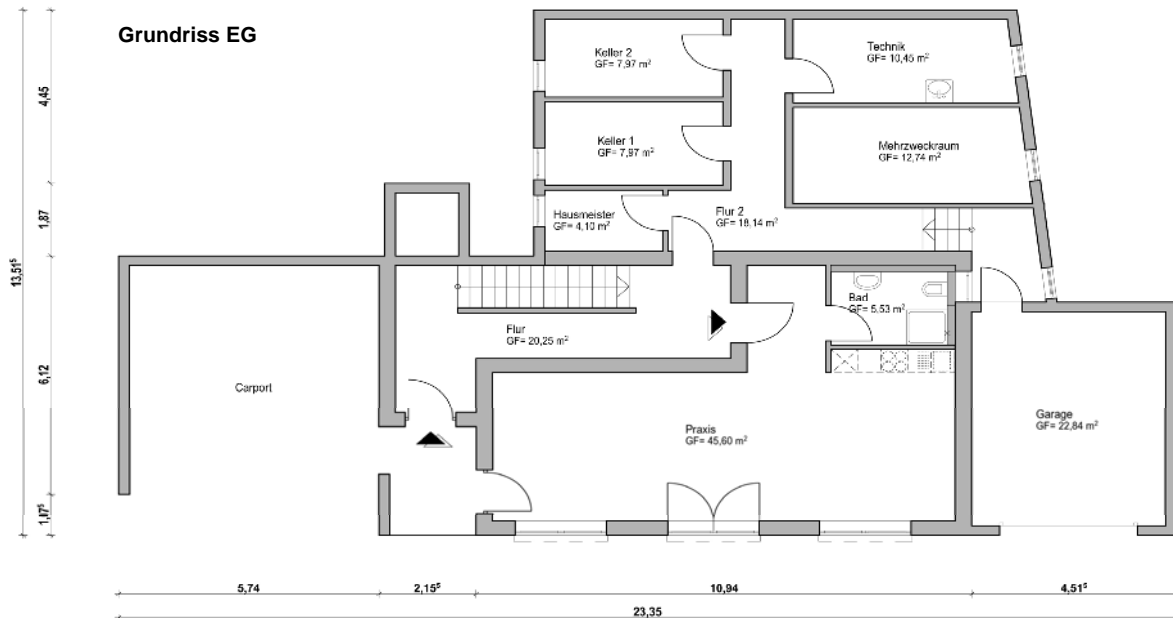 Grundriss EG
Keller 2
GF= 7,97 m²
Technik
GF= 10,45 m²
Keller 1
GF= 7,97 m²
Mehrzweckraum
GF= 12,74 m²
Hausmeister
GF= 4,10 m²
Flur 2
GF= 18,14 m²
Bad
GF= 5,53 m²
Flur
GF= 20,25 m²
Carport
Praxis
GF= 45,60 m²
Garage
GF= 22,84 m²
4,45
1,87
13,51⁵
6,12
1,17⁵
5,74
2,15⁵
10,94
4,51⁵
23,35